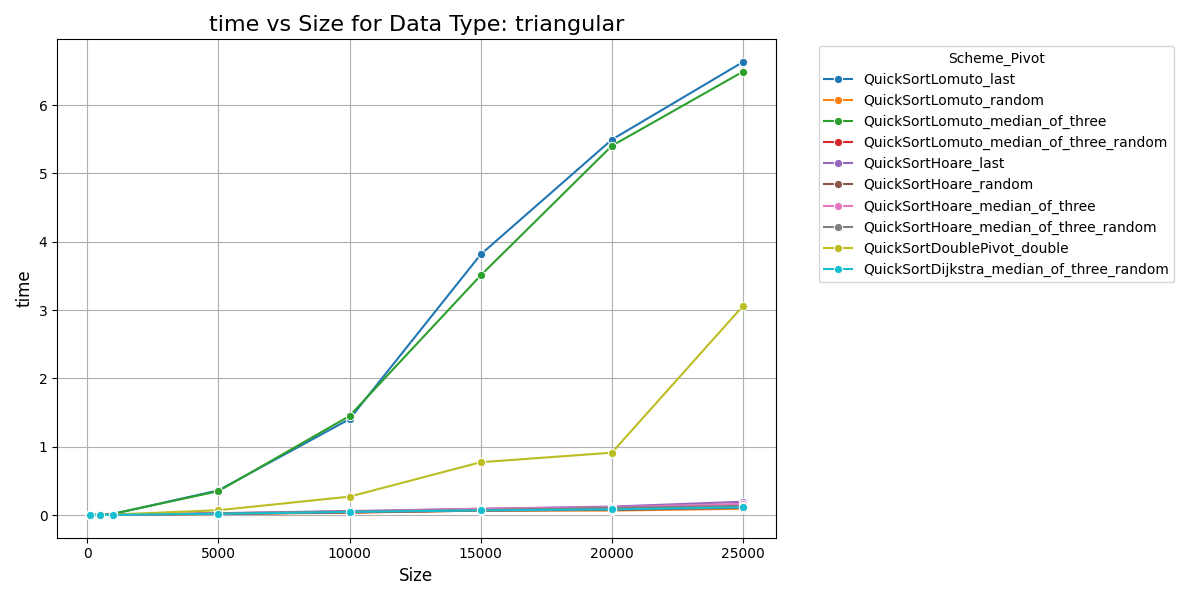 time vs Size for Data Type: triangular
time
6
5
4
3
2
1
0
0 5000 10000 15000 20000 25000
Size
Scheme_Pivot
QuickSortLomuto_last
QuickSortLomuto_random
QuickSortLomuto_median_of_three
QuickSortLomuto_median_of_three_random
QuickSortHoare_last
QuickSortHoare_random
QuickSortHoare_median_of_three
QuickSortHoare_median_of_three_random
QuickSortDoublePivot_double
QuickSortDijkstra_median_of_three_random